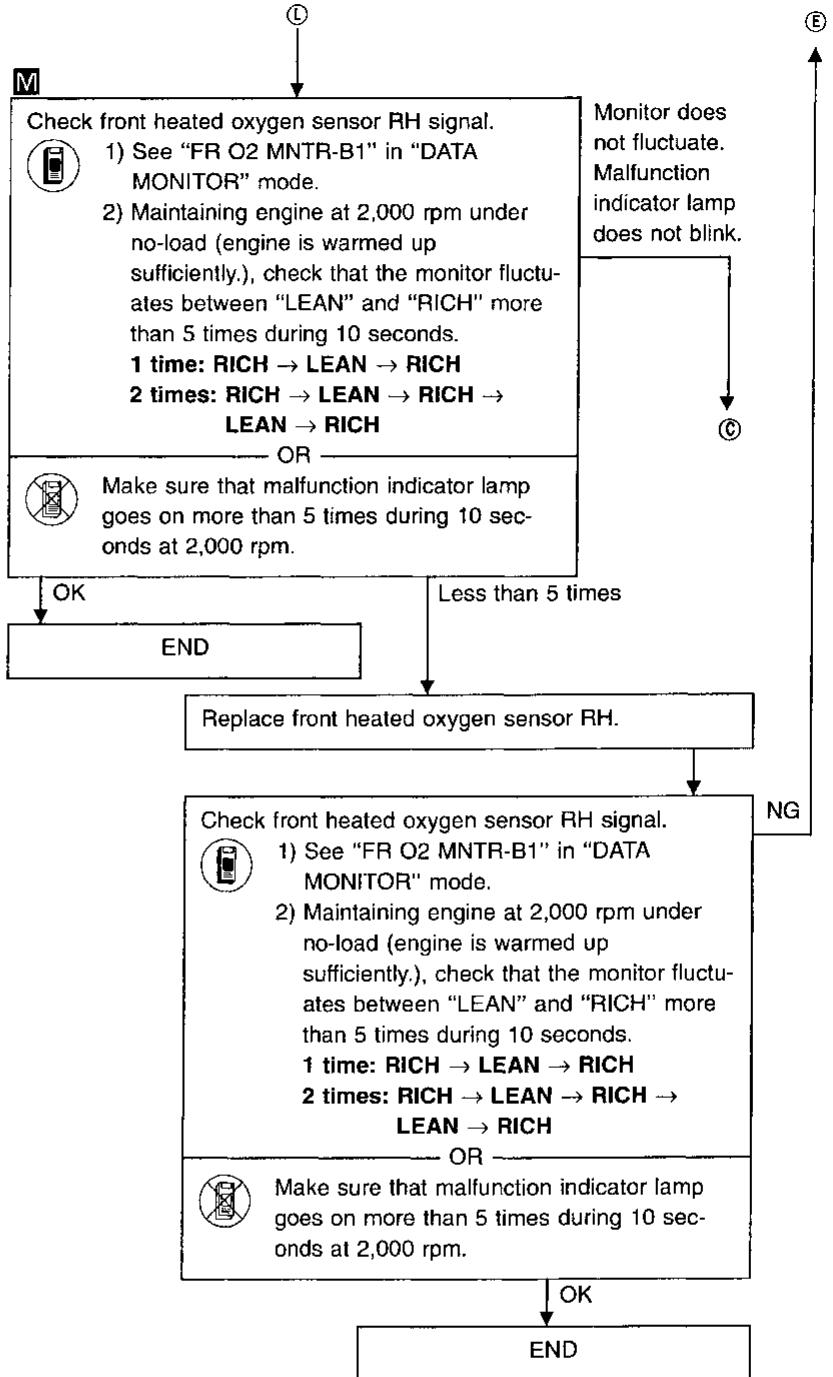 Ⓛ
Ⓔ
M
Check front heated oxygen sensor RH signal.
1) See “FR O2 MNTR-B1” in “DATA
MONITOR” mode.
2) Maintaining engine at 2,000 rpm under
no-load (engine is warmed up
sufficiently.), check that the monitor fluctu-
ates between “LEAN” and “RICH” more
than 5 times during 10 seconds.
1 time: RICH → LEAN → RICH
2 times: RICH → LEAN → RICH →
LEAN → RICH
OR
Make sure that malfunction indicator lamp
goes on more than 5 times during 10 sec-
onds at 2,000 rpm.
Monitor does
not fluctuate.
Malfunction
indicator lamp
does not blink.
Ⓒ
OK
Less than 5 times
END
Replace front heated oxygen sensor RH.
Check front heated oxygen sensor RH signal.
1) See “FR O2 MNTR-B1” in “DATA
MONITOR” mode.
2) Maintaining engine at 2,000 rpm under
no-load (engine is warmed up
sufficiently.), check that the monitor fluctu-
ates between “LEAN” and “RICH” more
than 5 times during 10 seconds.
1 time: RICH → LEAN → RICH
2 times: RICH → LEAN → RICH →
LEAN → RICH
OR
Make sure that malfunction indicator lamp
goes on more than 5 times during 10 sec-
onds at 2,000 rpm.
NG
OK
END